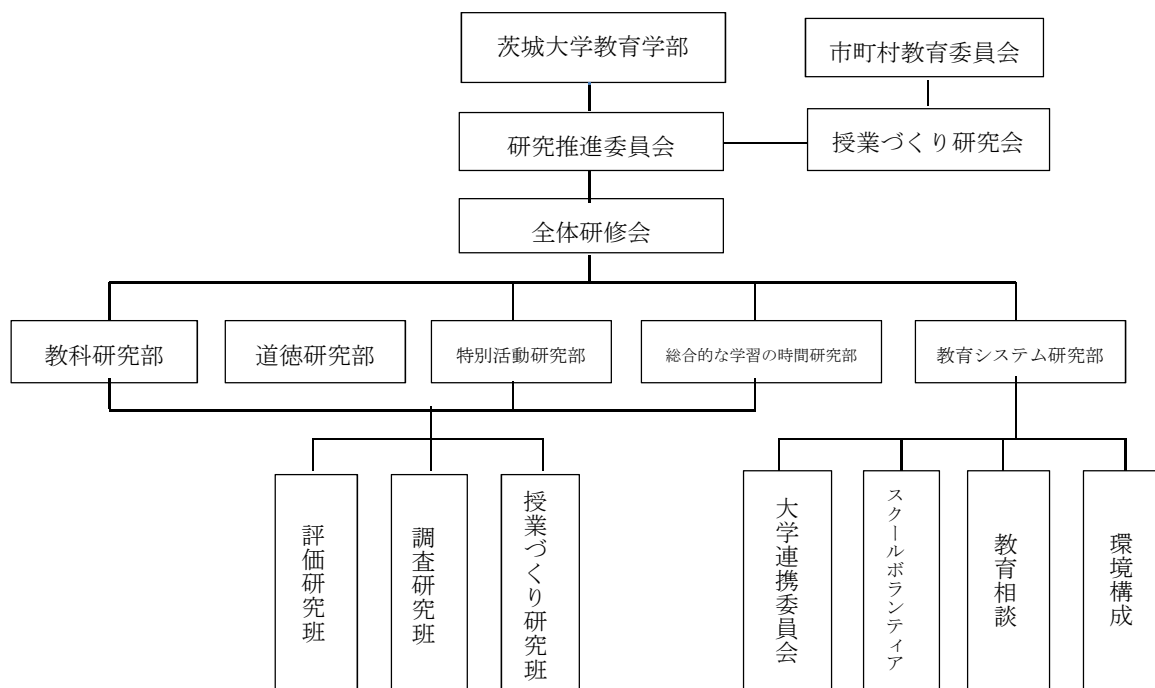 茨城大学教育学部
市町村教育委員会
研究推進委員会
授業づくり研究会
全体研修会
教科研究部
道徳研究部
特別活動研究部
総合的な学習の時間研究部
教育システム研究部
評価研究班
調査研究班
授業づくり研究班
大学連携委員会
スクールボランティア
教育相談
環境構成